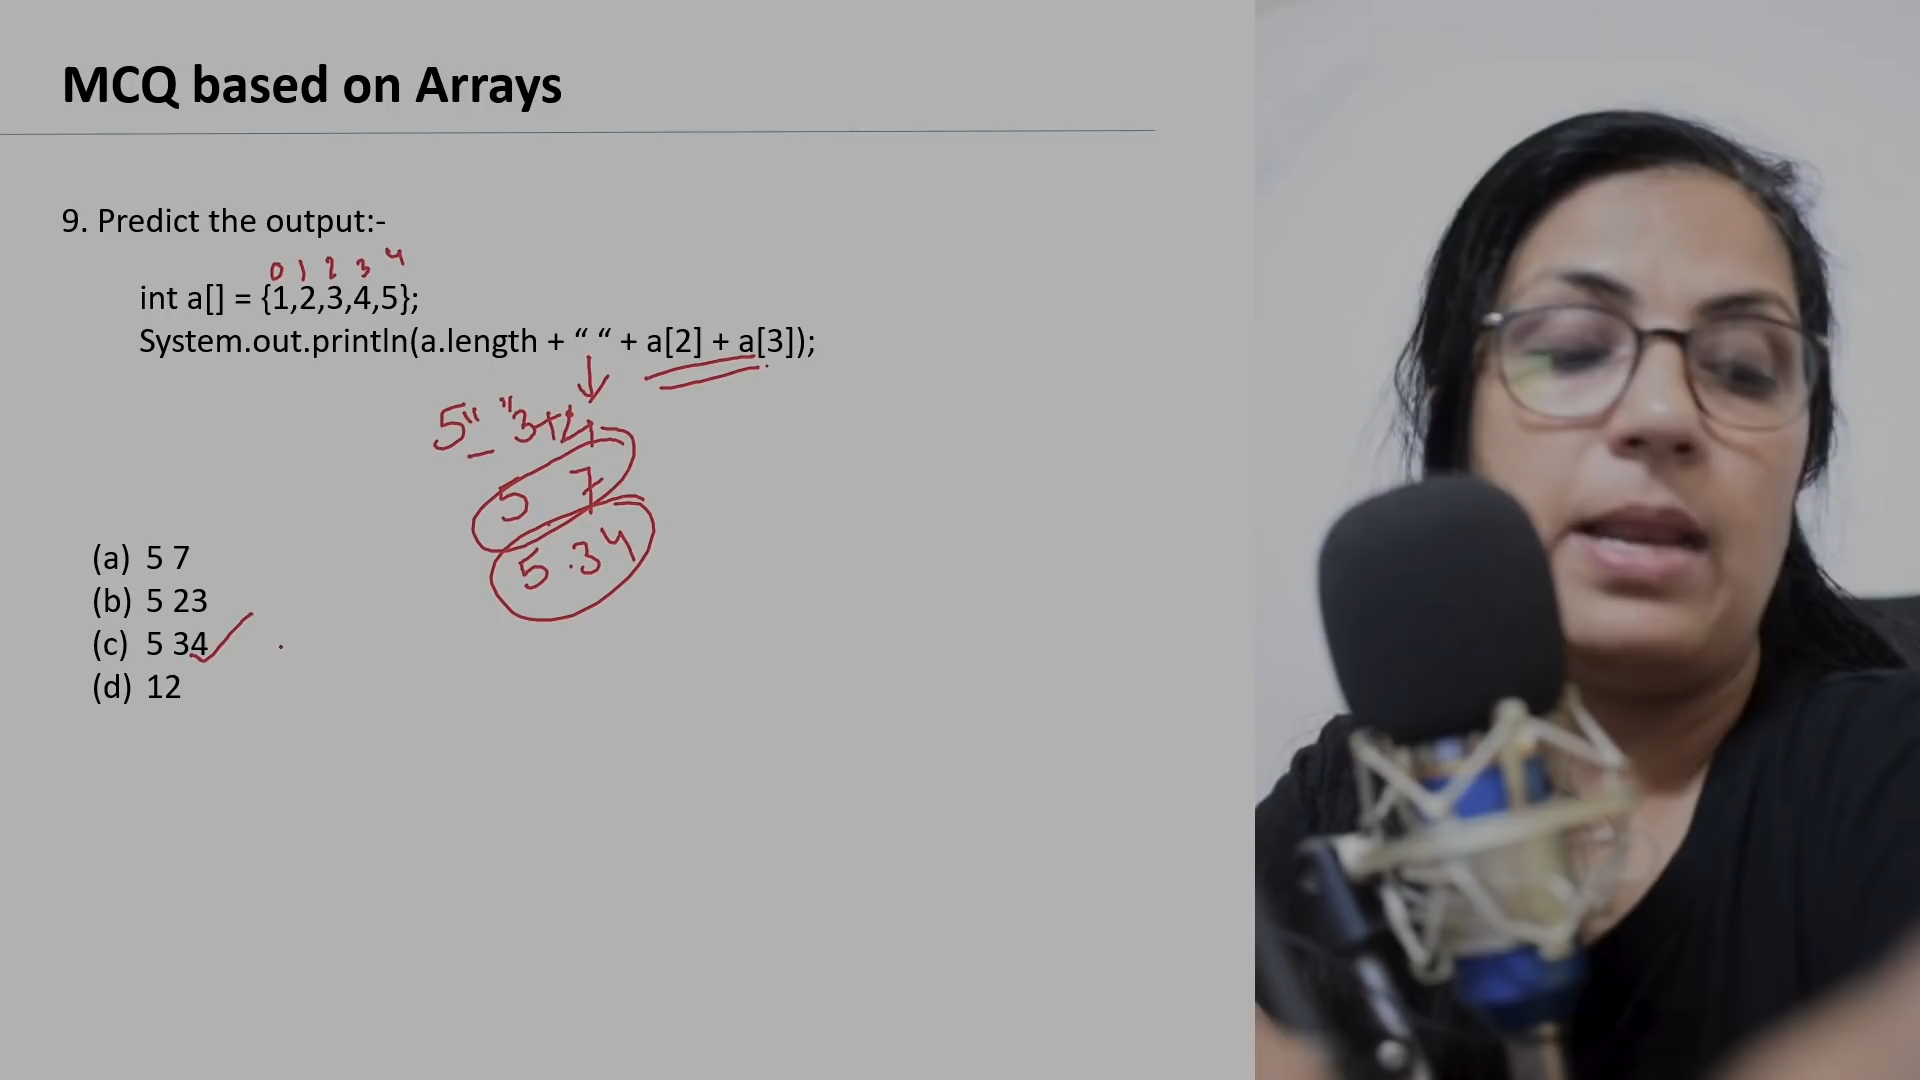 MCQ based on Arrays
9. Predict the output:-
0 1 2 3 4
int a[] = {1,2,3,4,5};
System.out.println(a.length + “ “ + a[2] + a[3]);
5" "3+4
5 7
5 34
(a) 5 7
(b) 5 23
(c) 5 34
(d) 12